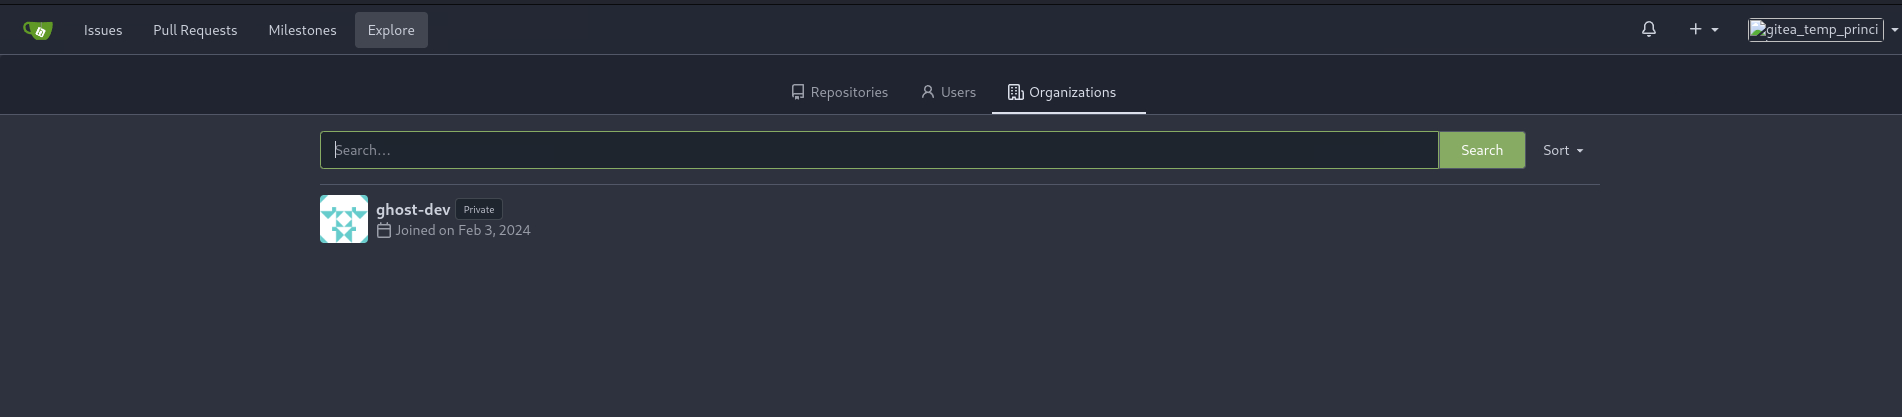 Issues Pull Requests Milestones Explore gitea_temp_princi
Repositories Users Organizations
Search... Search Sort
ghost-dev Private
Joined on Feb 3, 2024